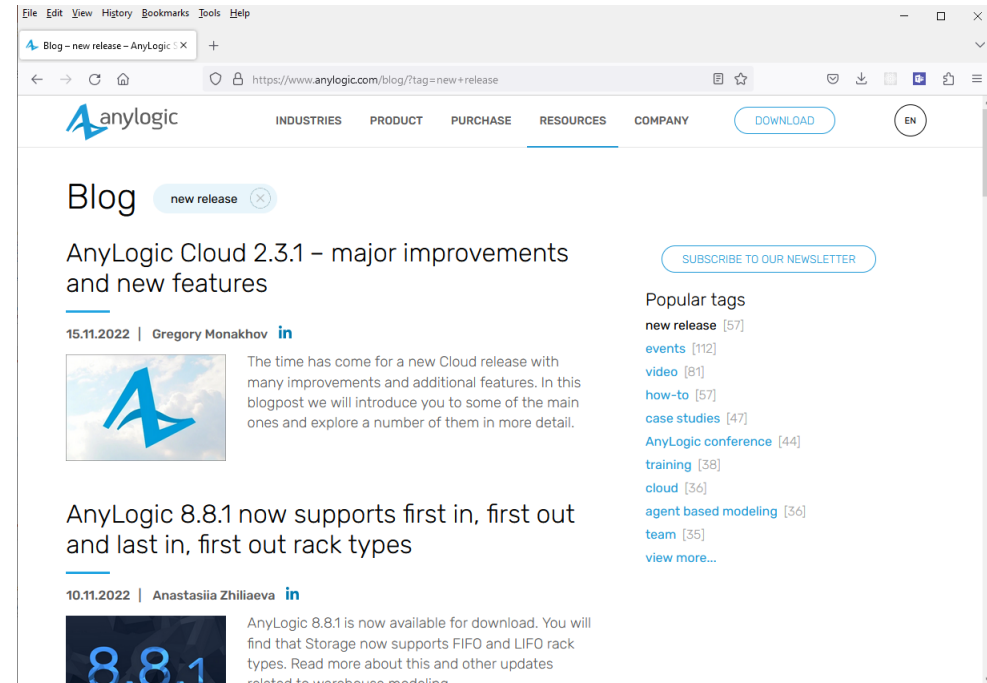 File Edit View History Bookmarks Tools Help
Blog – new release – AnyLogic S
https://www.anylogic.com/blog/?tag=new+release
anylogic
INDUSTRIES PRODUCT PURCHASE RESOURCES COMPANY DOWNLOAD EN
Blog new release
AnyLogic Cloud 2.3.1 – major improvements
and new features
15.11.2022 | Gregory Monakhov in
The time has come for a new Cloud release with
many improvements and additional features. In this
blogpost we will introduce you to some of the main
ones and explore a number of them in more detail.
AnyLogic 8.8.1 now supports first in, first out
and last in, first out rack types
10.11.2022 | Anastasiia Zhiliaeva in
8.8.1
AnyLogic 8.8.1 is now available for download. You will
find that Storage now supports FIFO and LIFO rack
types. Read more about this and other updates
related to warehouse modeling
SUBSCRIBE TO OUR NEWSLETTER
Popular tags
new release [57]
events [112]
video [81]
how-to [57]
case studies [47]
AnyLogic conference [44]
training [38]
cloud [36]
agent based modeling [36]
team [35]
view more...